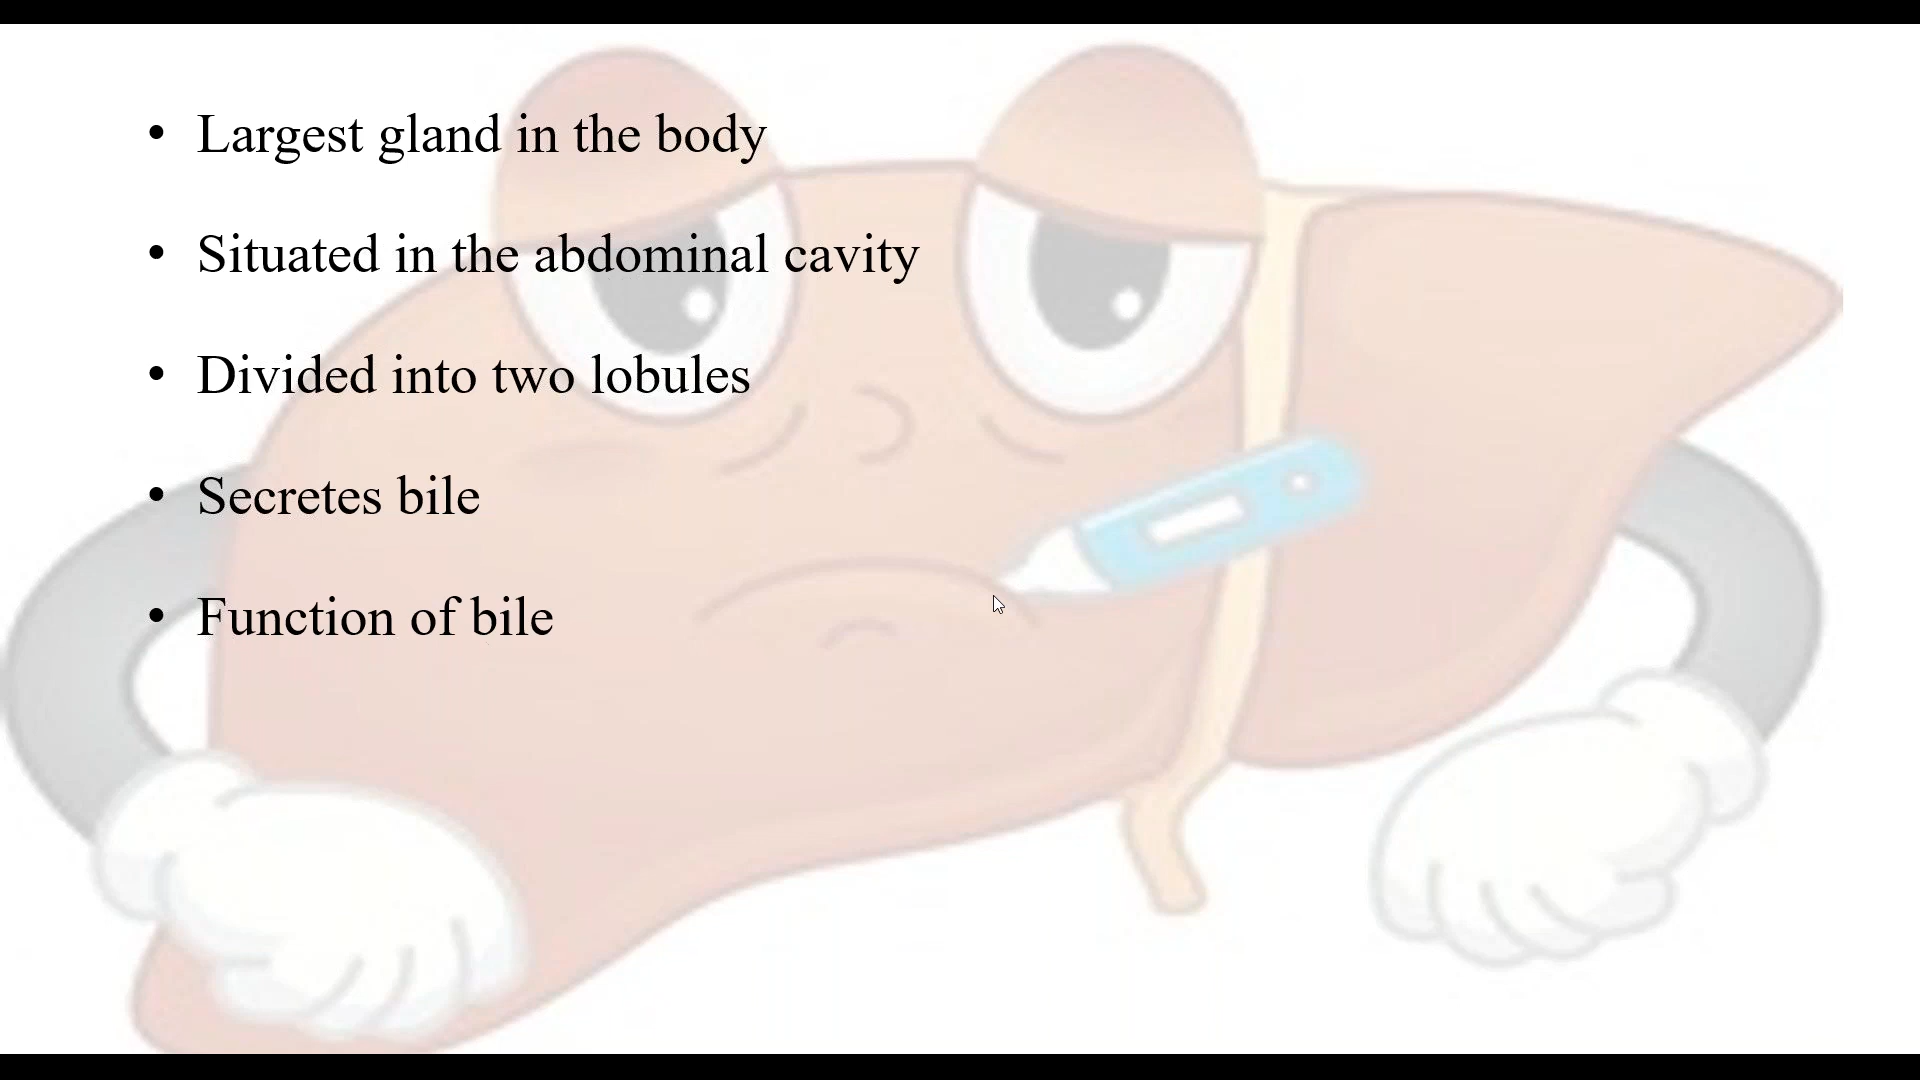 • Largest gland in the body
• Situated in the abdominal cavity
• Divided into two lobules
• Secretes bile
• Function of bile